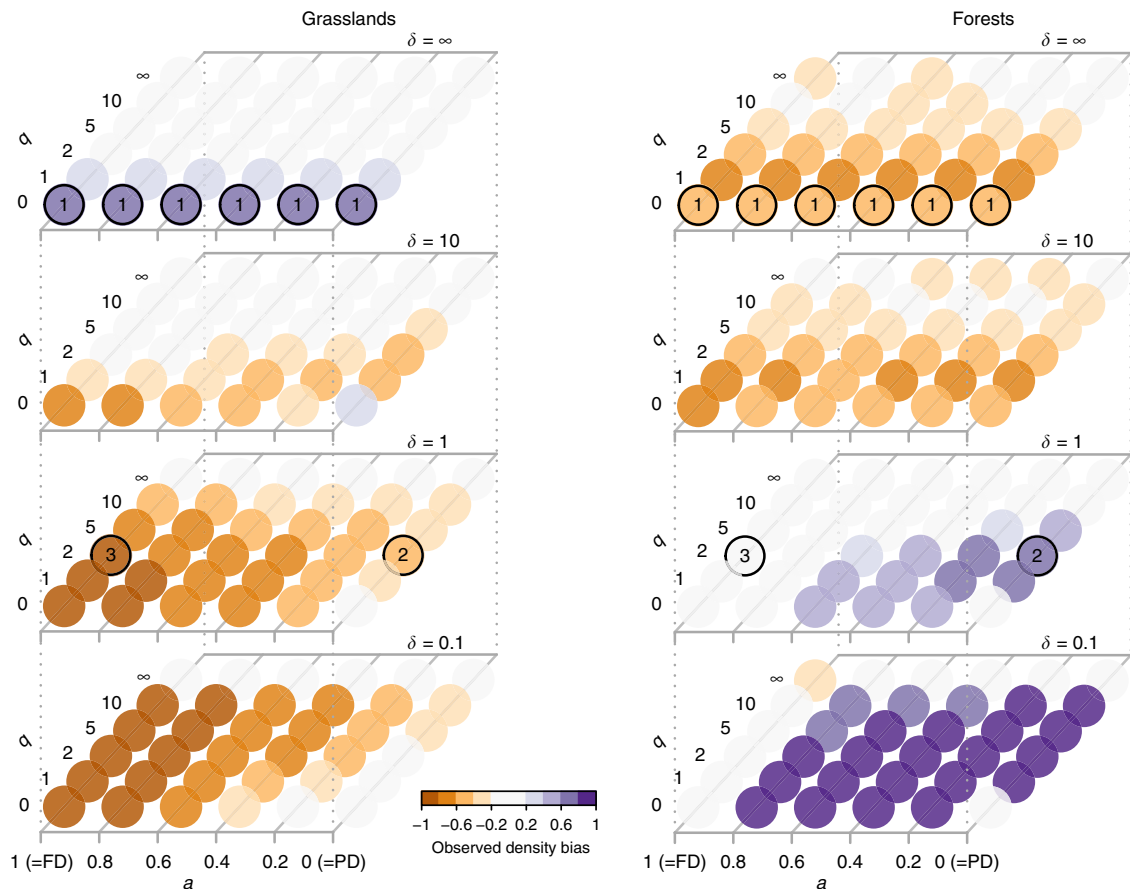 Grasslands
Forests
δ = ∞
δ = ∞
∞
10
5
q
2
1
0
1 1 1 1 1 1
∞
10
5
q
2
1
0
1 1 1 1 1 1
δ = 10
δ = 10
∞
10
5
q
2
1
0
∞
10
5
q
2
1
0
δ = 1
δ = 1
∞
10
5
q
2
3
2
1
0
∞
10
5
q
2
3
2
1
0
δ = 0.1
δ = 0.1
∞
10
5
q
2
1
0
∞
10
5
q
2
1
0
−1 −0.6 −0.2 0.2 0.6 1
Observed density bias
1 (=FD) 0.8 0.6 0.4 0.2 0 (=PD)
a
1 (=FD) 0.8 0.6 0.4 0.2 0 (=PD)
a